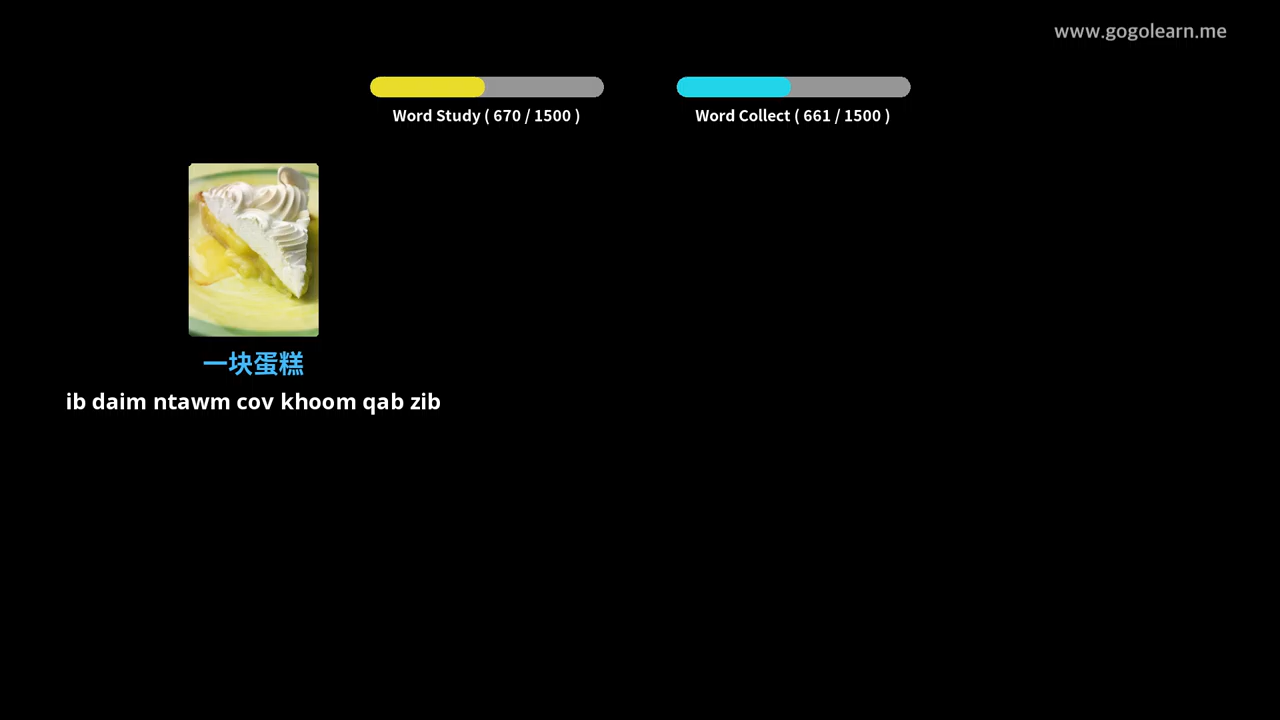 www.gogolearn.me
Word Study ( 670 / 1500 )
Word Collect ( 661 / 1500 )
一块蛋糕
ib daim ntawm cov khoom qab zib